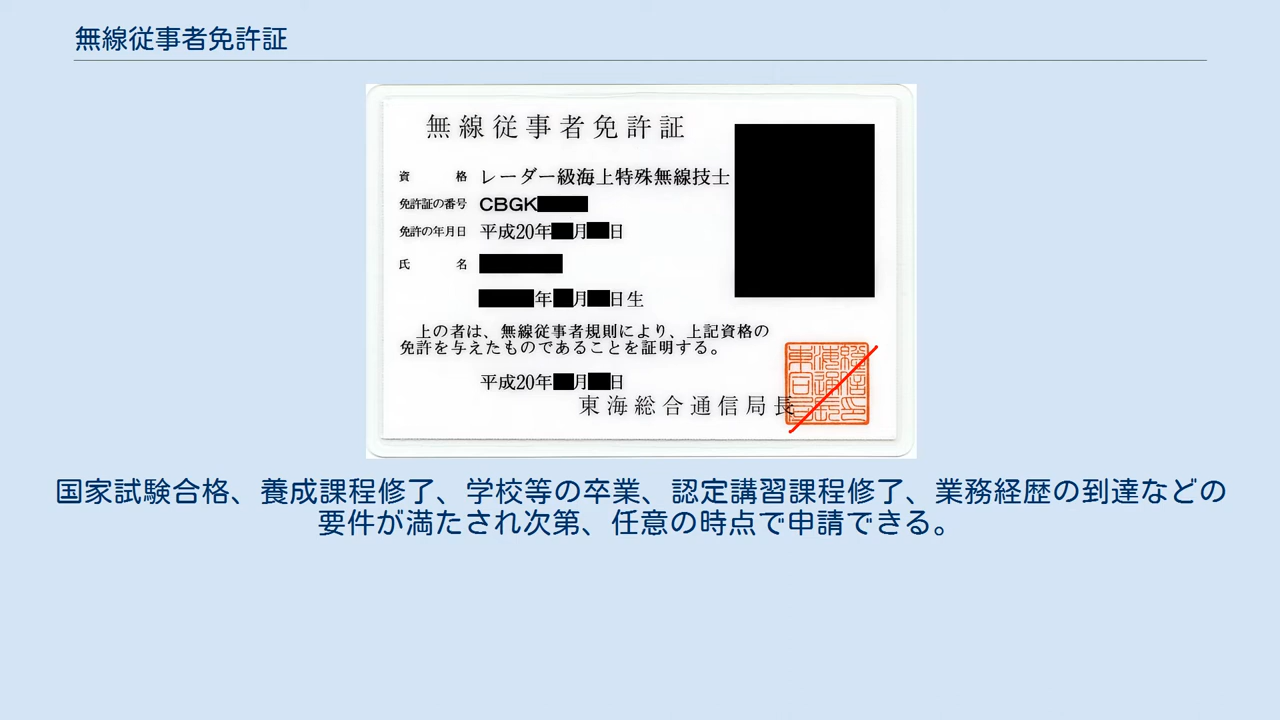 無線従事者免許証
無線従事者免許証
資格 レーダー級海上特殊無線技士
免許証の番号 CBGK
免許の年月日 平成20年 月 日
氏名
年 月 日生
上の者は、無線従事者規則により、上記資格の
免許を与えたものであることを証明する。
平成20年 月 日
東海総合通信局長
国家試験合格、養成課程修了、学校等の卒業、認定講習課程修了、業務経歴の到達などの
要件が満たされ次第、任意の時点で申請できる。